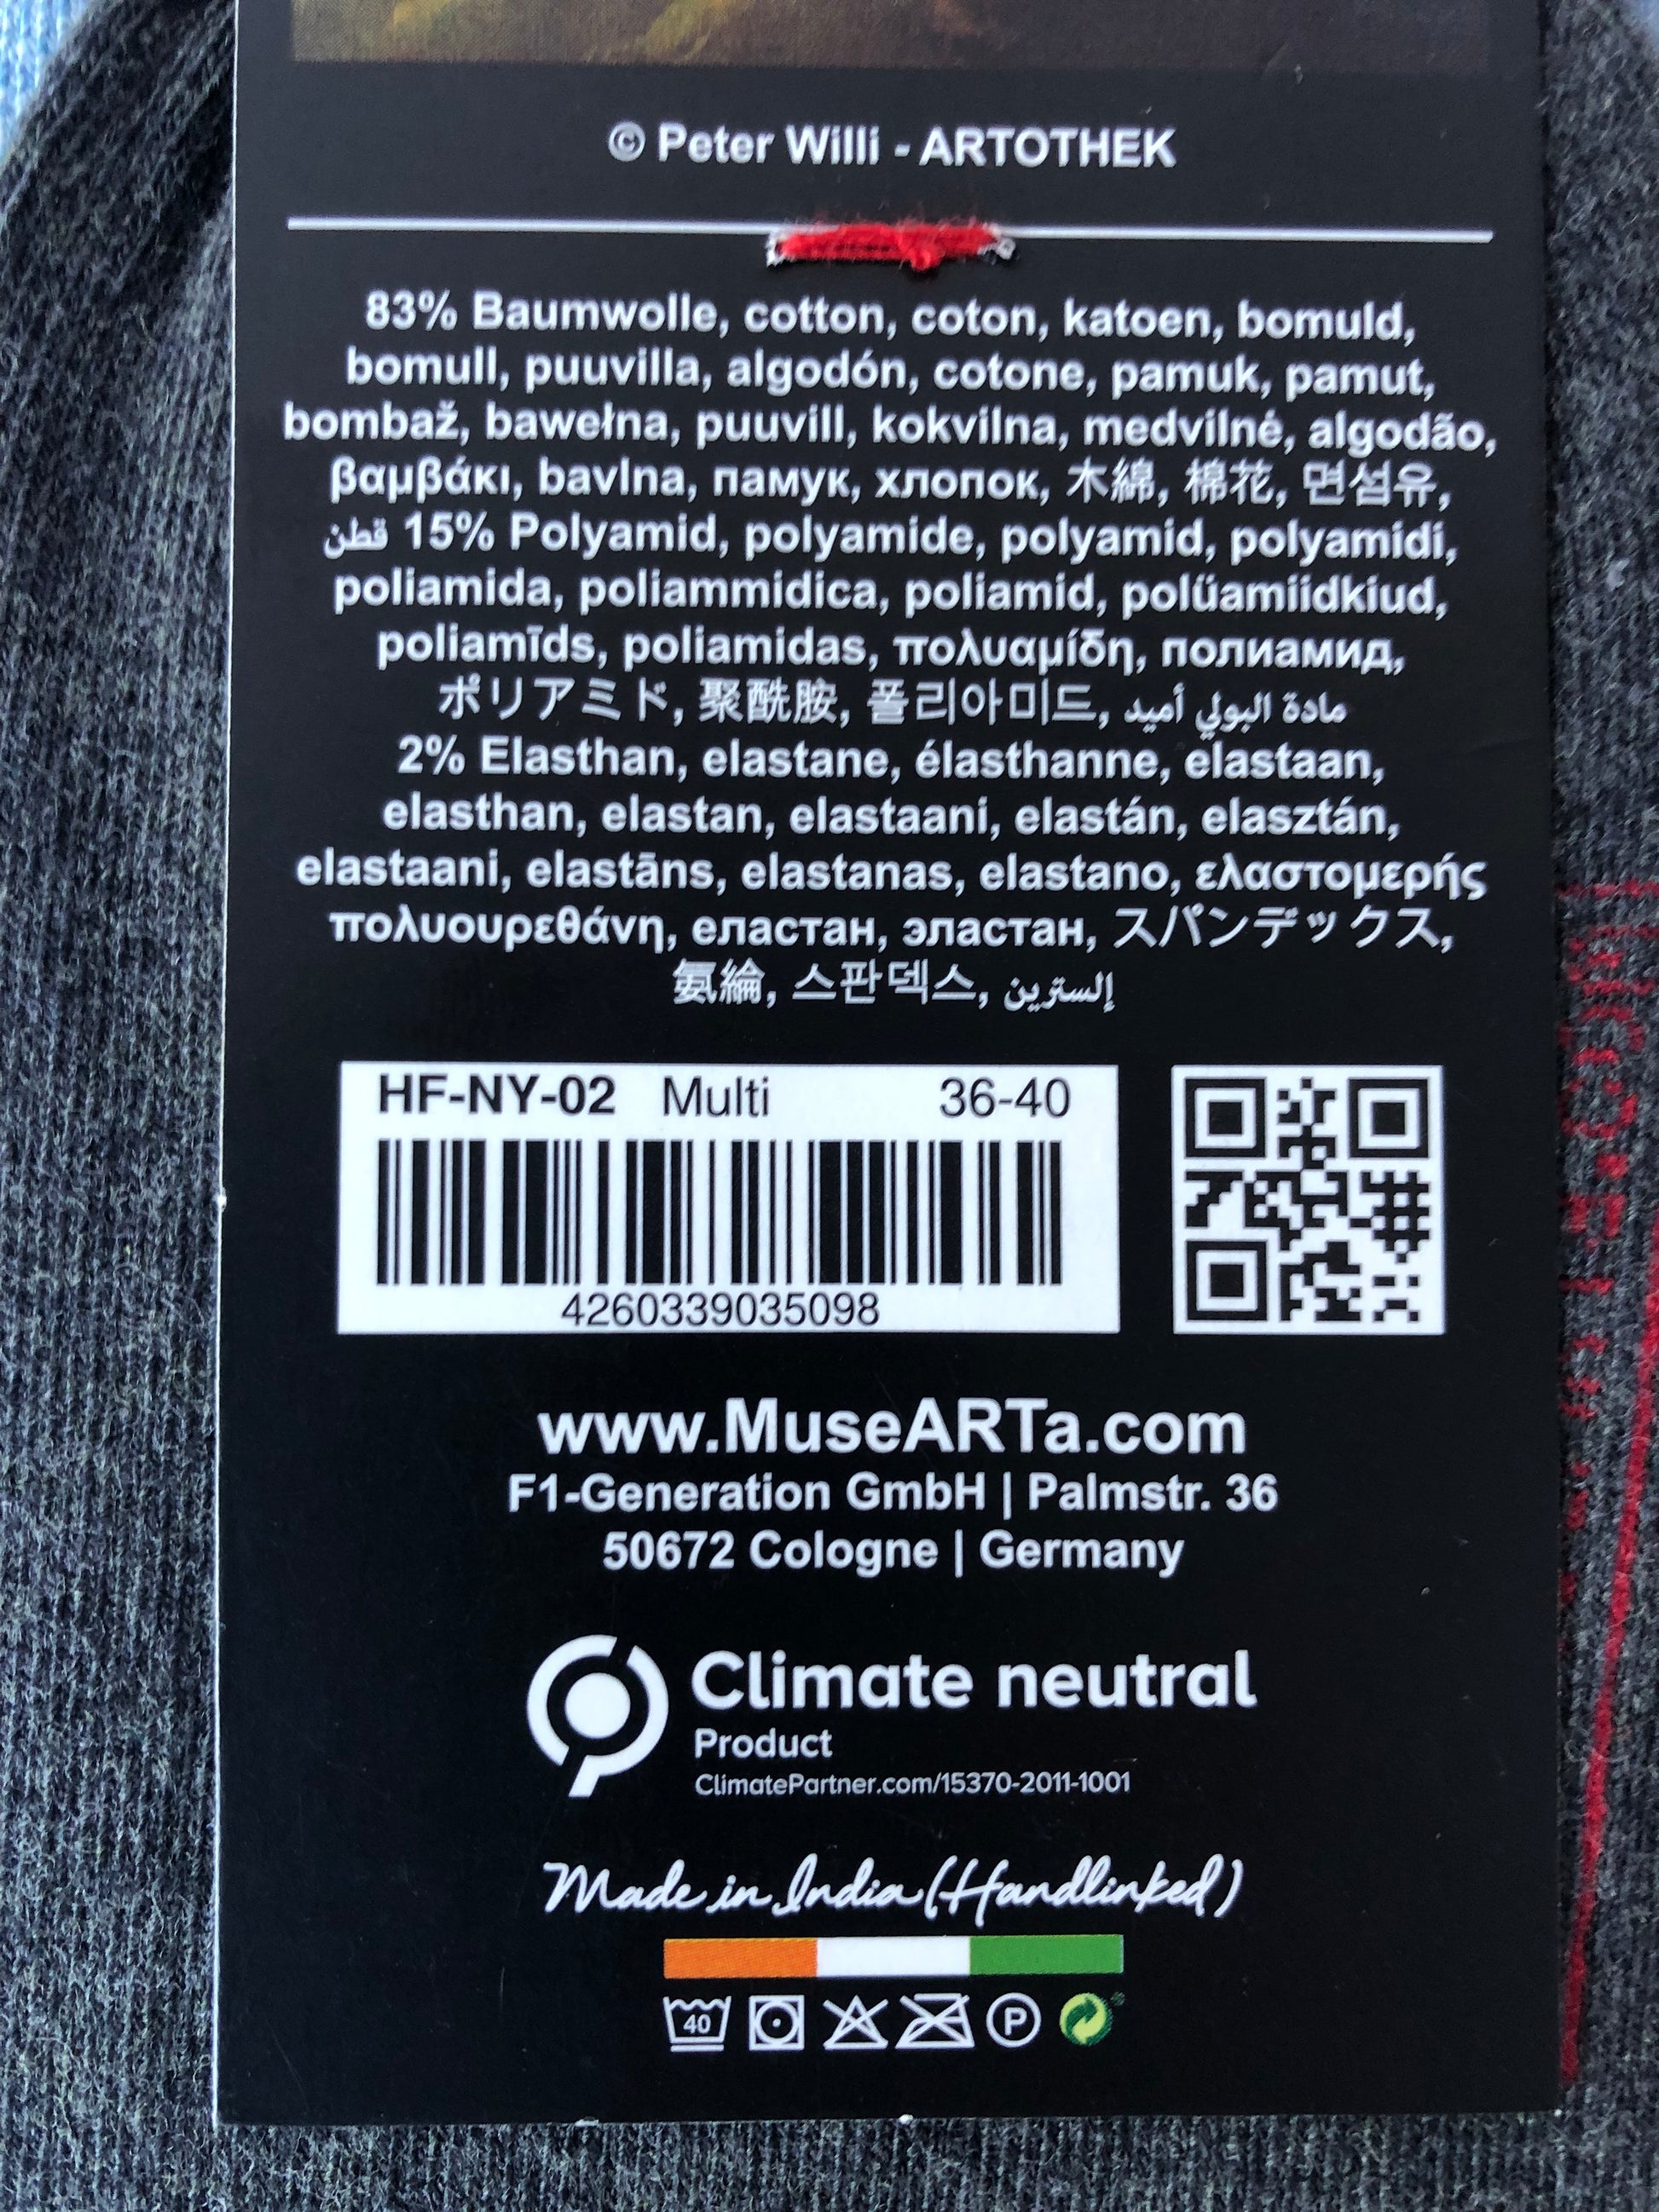 © Peter Willi - ARTOTHEK
83% Baumwolle, cotton, coton, katoen, bomuld,
bomull, puuvilla, algodón, cotone, pamuk, pamut,
bombaž, bawełna, puuvill, kokvilna, medvilnė, algodão,
βαμβάκι, bavlna, памук, хлопок, 木綿, 棉花, 면섬유,
قطن 15% Polyamid, polyamide, polyamid, polyamidi,
poliamida, poliammidica, poliamid, polüamiidkiud,
poliamīds, poliamidas, πολυαμίδη, полиамид,
ポリアミド, 聚酰胺, 폴리아미드, مادة البولي أميد
2% Elasthan, elastane, élasthanne, elastaan,
elasthan, elastan, elastaani, elastán, elasztán,
elastaani, elastāns, elastanas, elastano, ελαστομερής
πολυουρεθάνη, еластан, эластан, スパンデックス,
氨綸, 스판덱스, إلسترين
HF-NY-02 Multi 36-40
4260339035098
www.MuseARTa.com
F1-Generation GmbH | Palmstr. 36
50672 Cologne | Germany
Climate neutral
Product
ClimatePartner.com/15370-2011-1001
Made in India (Handlinked)
40 P